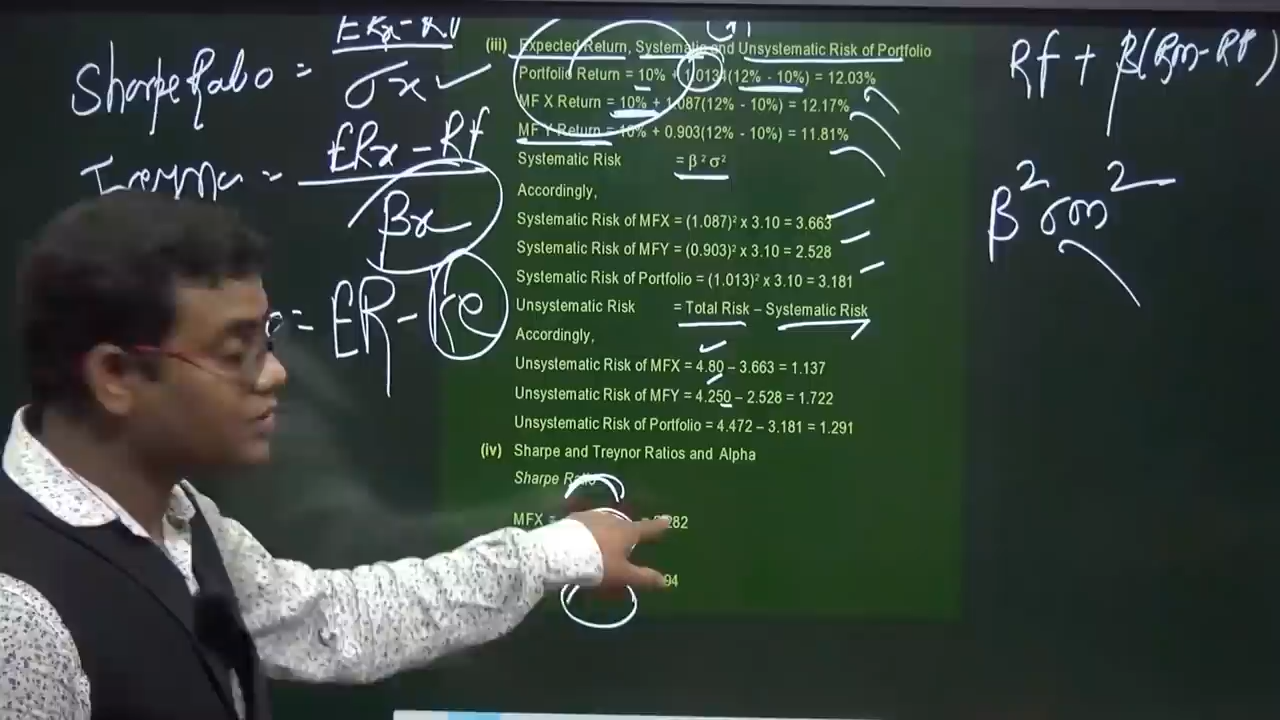 Sharpe Ratio = ERx - Rf
σx ✓
= ERx - Rf
βx
= ER - Re
(iii) Expected Return, Systematic and Unsystematic Risk of Portfolio
Portfolio Return = 10% + 1.013(12% - 10%) = 12.03%
MF X Return = 10% + 1.087(12% - 10%) = 12.17%
MF Y Return = 10% + 0.903(12% - 10%) = 11.81%
Systematic Risk = β²σ²
Accordingly,
Systematic Risk of MFX = (1.087)² x 3.10 = 3.663
Systematic Risk of MFY = (0.903)² x 3.10 = 2.528
Systematic Risk of Portfolio = (1.013)² x 3.10 = 3.181
Unsystematic Risk = Total Risk – Systematic Risk
Accordingly,
Unsystematic Risk of MFX = 4.80 – 3.663 = 1.137
Unsystematic Risk of MFY = 4.250 – 2.528 = 1.722
Unsystematic Risk of Portfolio = 4.472 – 3.181 = 1.291
(iv) Sharpe and Treynor Ratios and Alpha
Sharpe Ratio
MFX = 282
94
Rf + β(Rm - Rf)
β²σm²